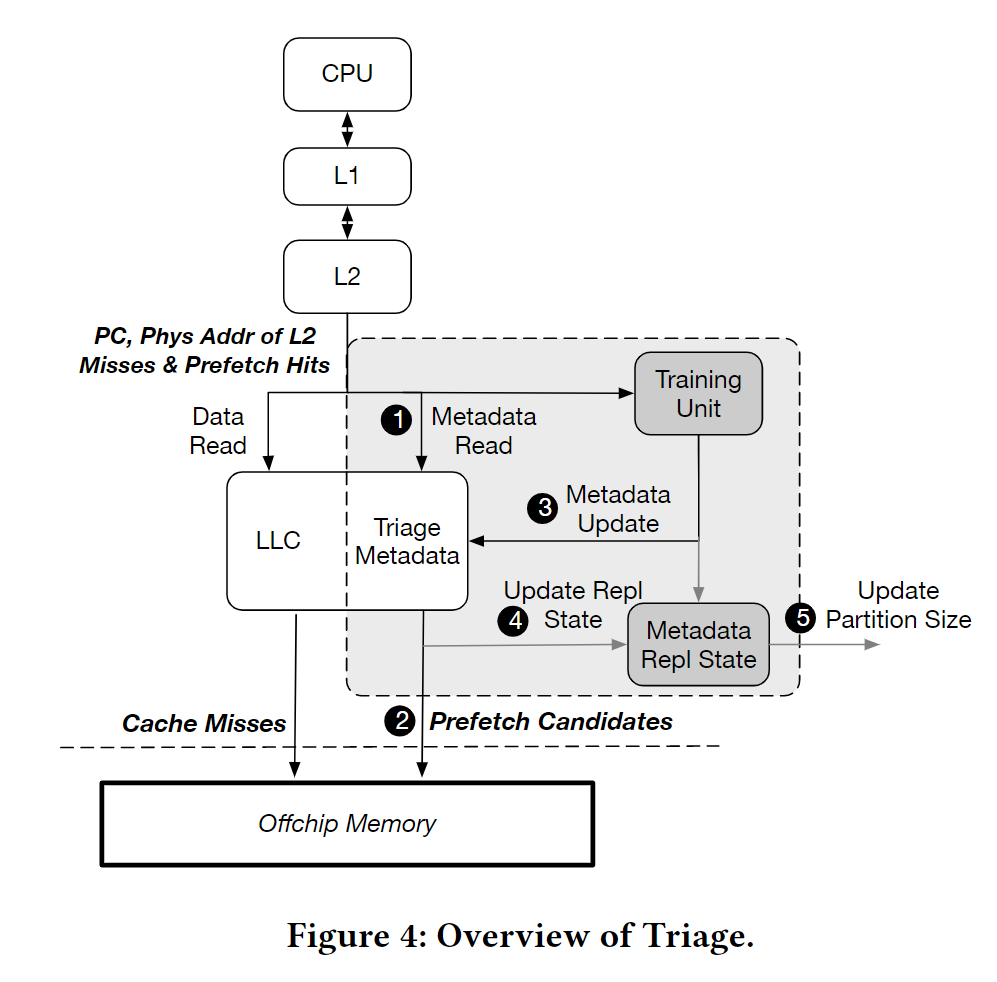 CPU
L1
L2
PC, Phys Addr of L2
Misses & Prefetch Hits
Training
Unit
Data
Read
1
Metadata
Read
3
Metadata
Update
LLC
Triage
Metadata
Update Repl
4
State
Metadata
Repl State
5
Update
Partition Size
Cache Misses
2
Prefetch Candidates
Offchip Memory
Figure 4: Overview of Triage.